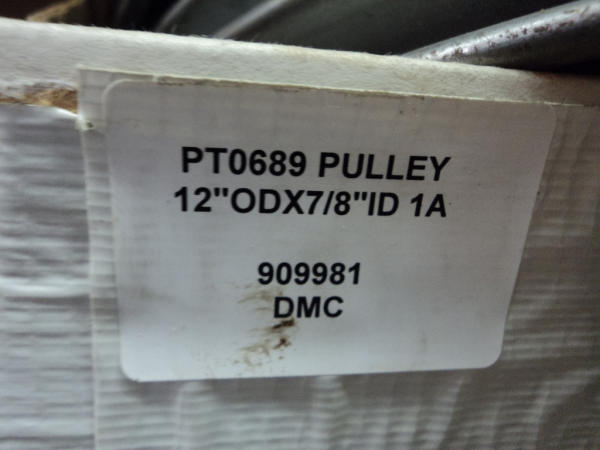 PT0689 PULLEY
12"ODX7/8"ID 1A
909981
DMC